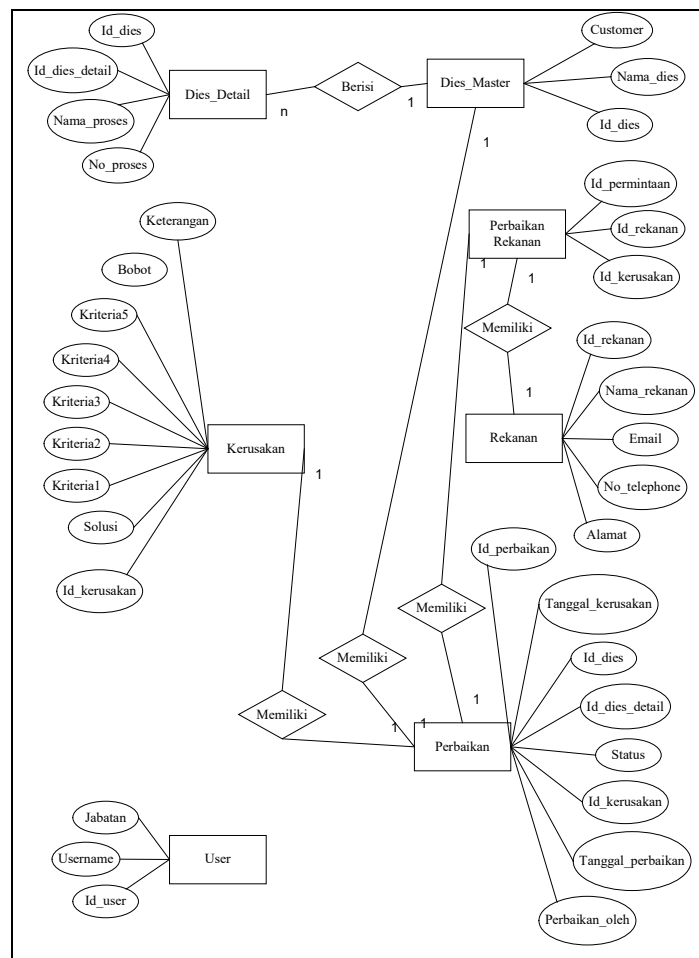 Id_dies
Id_dies_detail
Nama_proses
No_proses
Dies_Detail
n
Berisi
1
Dies_Master
1
Customer
Nama_dies
Id_dies
Keterangan
Bobot
Kriteria5
Kriteria4
Kriteria3
Kriteria2
Kriteria1
Solusi
Id_kerusakan
Kerusakan
1
Perbaikan
Rekanan
1
1
Id_permintaan
Id_rekanan
Id_kerusakan
Memiliki
1
Rekanan
Id_rekanan
Nama_rekanan
Email
No_telephone
Alamat
Memiliki
Memiliki
Memiliki
1
1
1
Perbaikan
Id_perbaikan
Tanggal_kerusakan
Id_dies
Id_dies_detail
Status
Id_kerusakan
Tanggal_perbaikan
Perbaikan_oleh
Jabatan
Username
Id_user
User